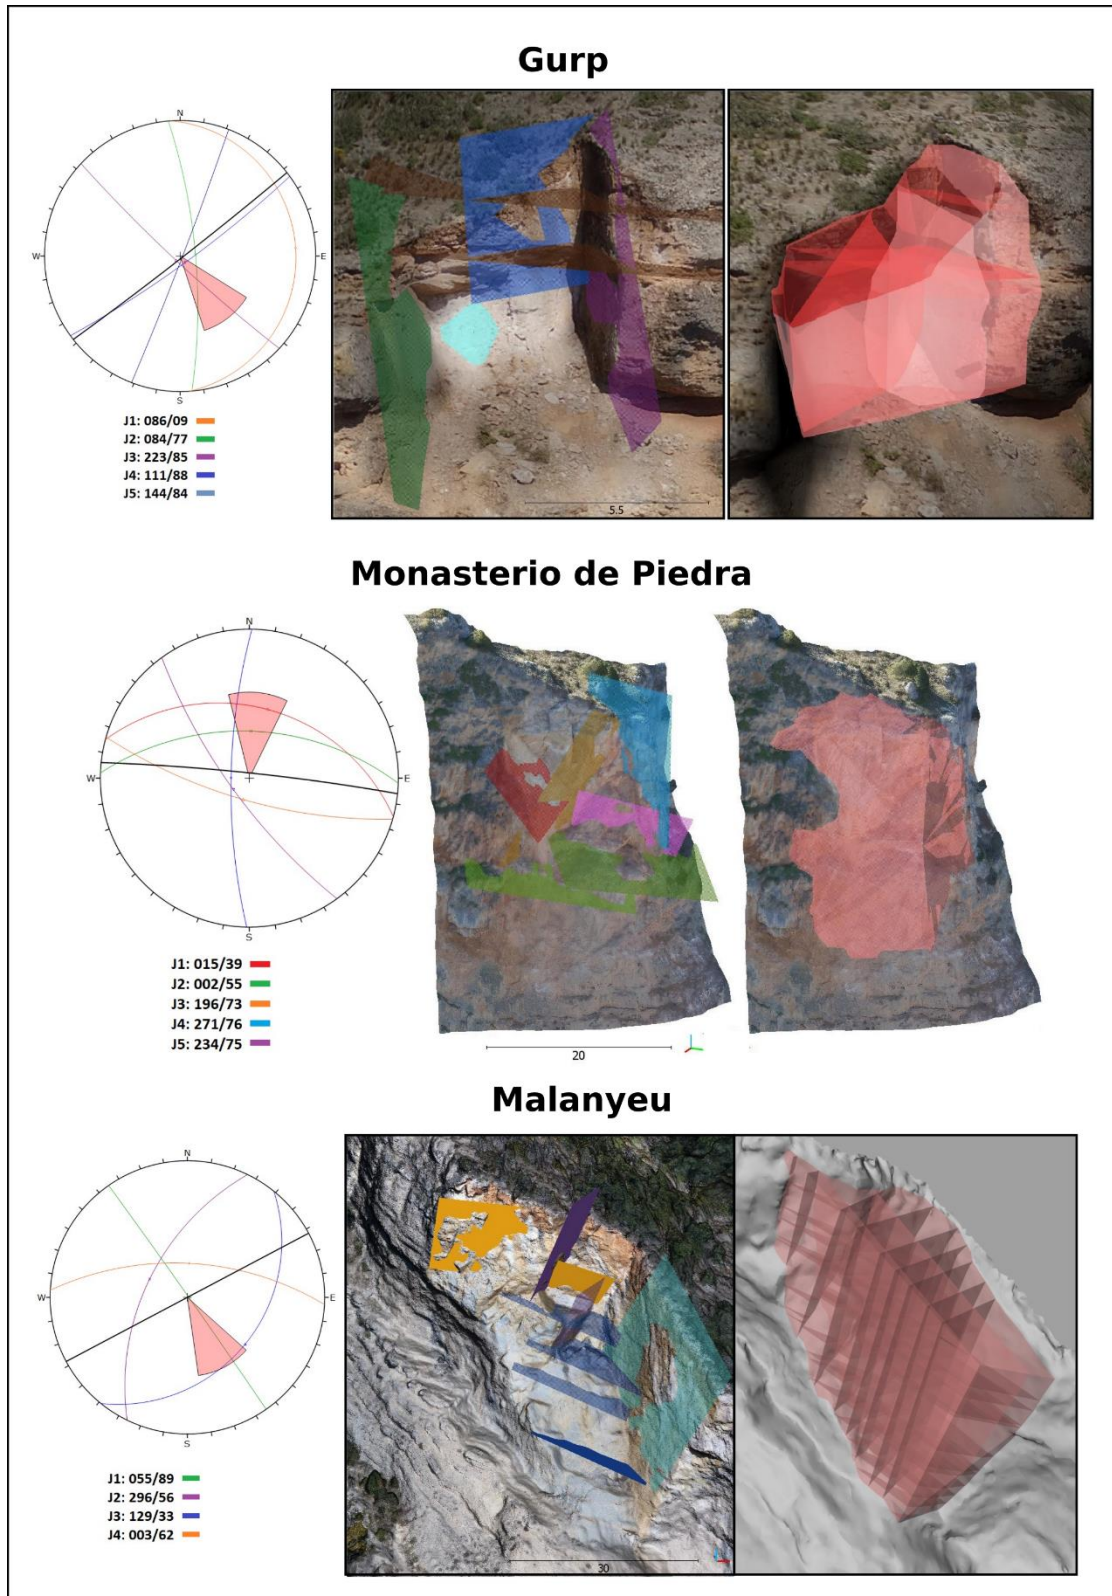 Gurp
N
W
E
S
J1: 086/09
J2: 084/77
J3: 223/85
J4: 111/88
J5: 144/84
5.5
Monasterio de Piedra
N
W
E
S
J1: 015/39
J2: 002/55
J3: 196/73
J4: 271/76
J5: 234/75
20
Malanyeu
N
W
E
S
J1: 055/89
J2: 296/56
J3: 129/33
J4: 003/62
30